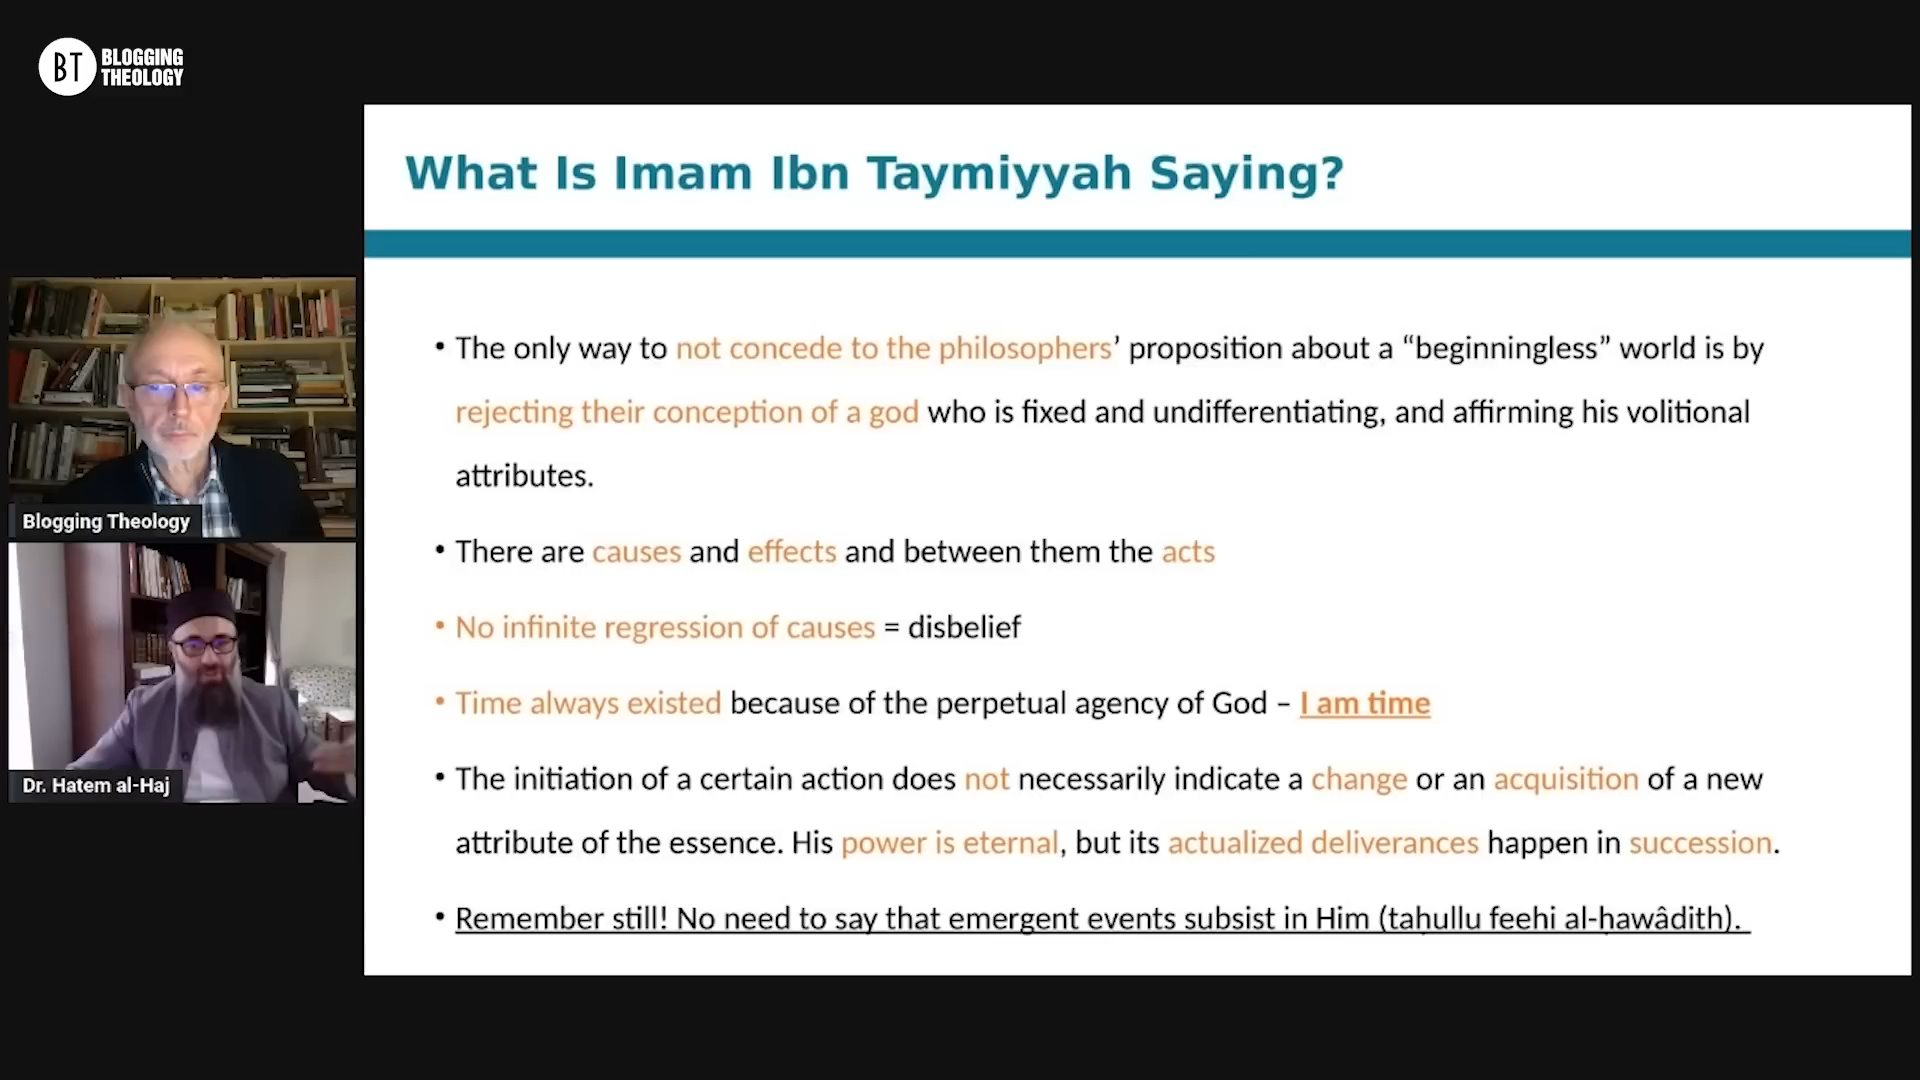 BT BLOGGING
THEOLOGY
What Is Imam Ibn Taymiyyah Saying?
• The only way to not concede to the philosophers’ proposition about a “beginningless” world is by
rejecting their conception of a god who is fixed and undifferentiating, and affirming his volitional
attributes.
• There are causes and effects and between them the acts
• No infinite regression of causes = disbelief
• Time always existed because of the perpetual agency of God – I am time
• The initiation of a certain action does not necessarily indicate a change or an acquisition of a new
attribute of the essence. His power is eternal, but its actualized deliverances happen in succession.
• Remember still! No need to say that emergent events subsist in Him (taḥullu feehi al-ḥawâdith).
Blogging Theology
Dr. Hatem al-Haj